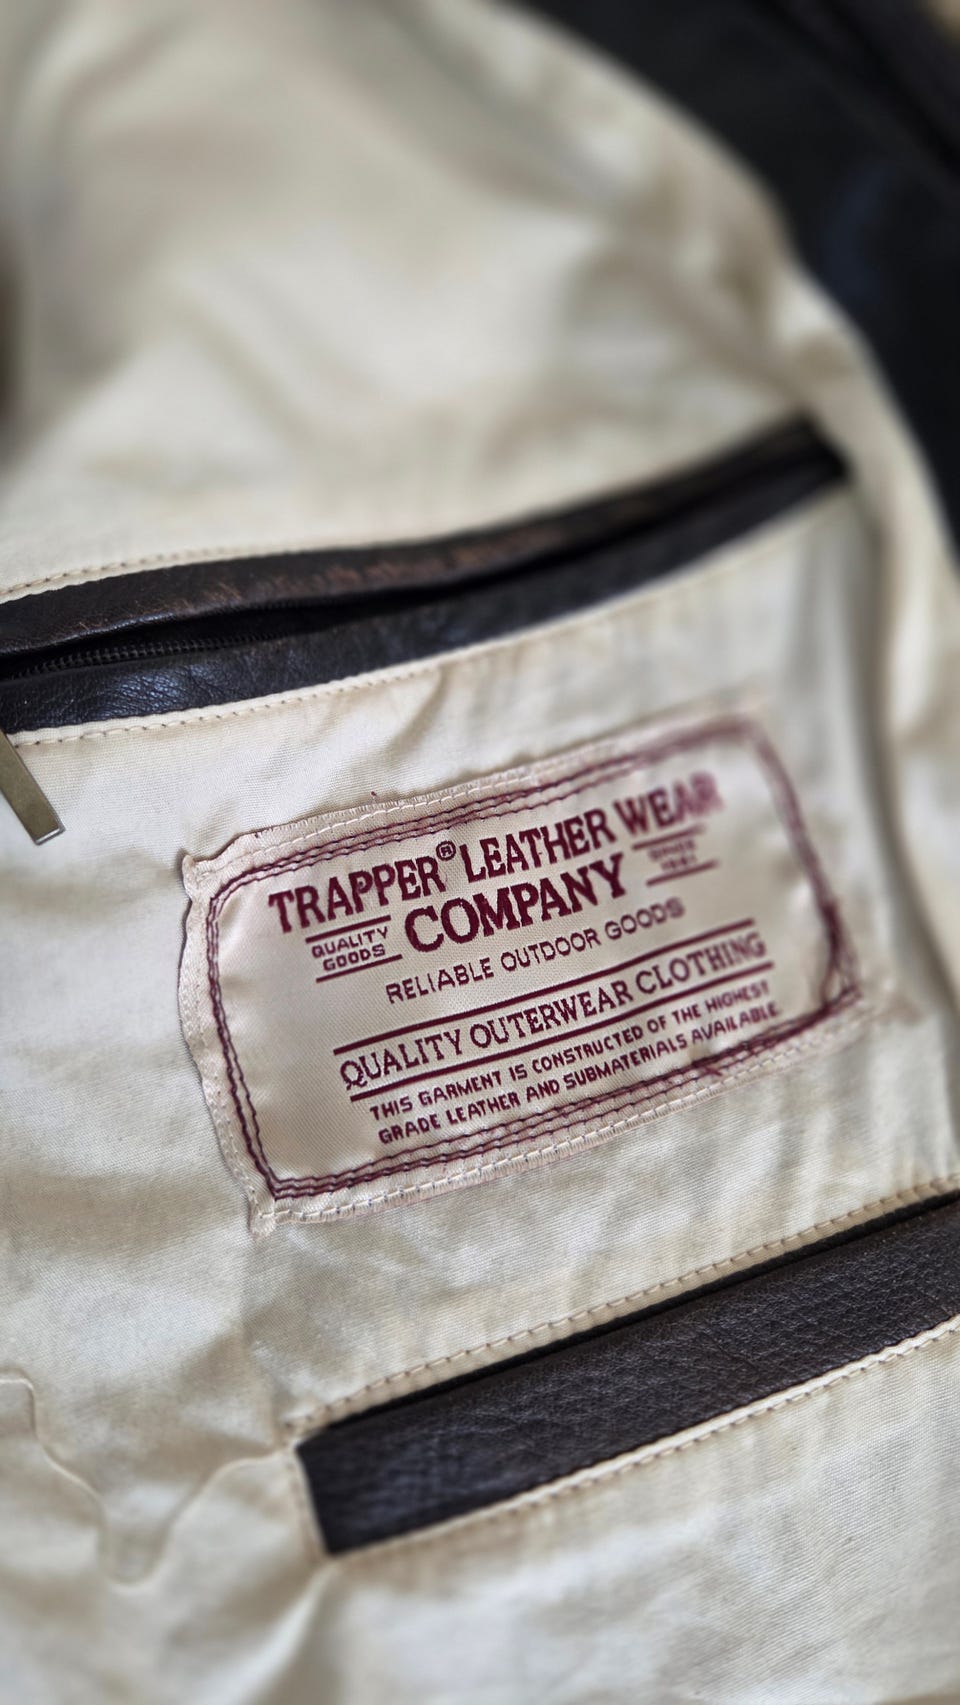 TRAPPER® LEATHER WEAR
COMPANY
QUALITY
GOODS
SINCE
RELIABLE OUTDOOR GOODS
QUALITY OUTERWEAR CLOTHING
THIS GARMENT IS CONSTRUCTED OF THE HIGHEST
GRADE LEATHER AND SUBMATERIALS AVAILABLE.